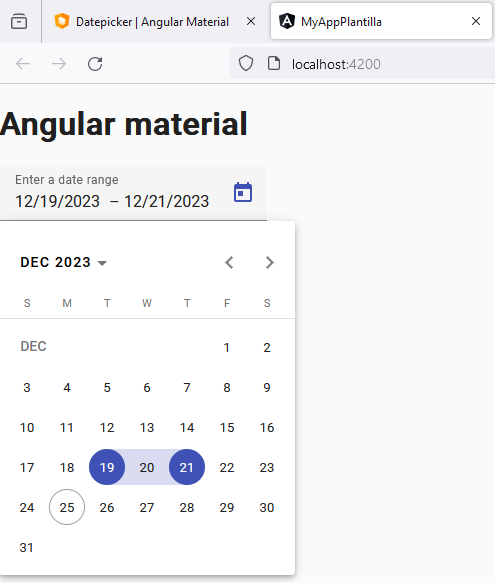 Datepicker | Angular Material
MyAppPlantilla
localhost:4200
Angular material
Enter a date range
12/19/2023 – 12/21/2023
DEC 2023
S M T W T F S
DEC 1 2
3 4 5 6 7 8 9
10 11 12 13 14 15 16
17 18 19 20 21 22 23
24 25 26 27 28 29 30
31